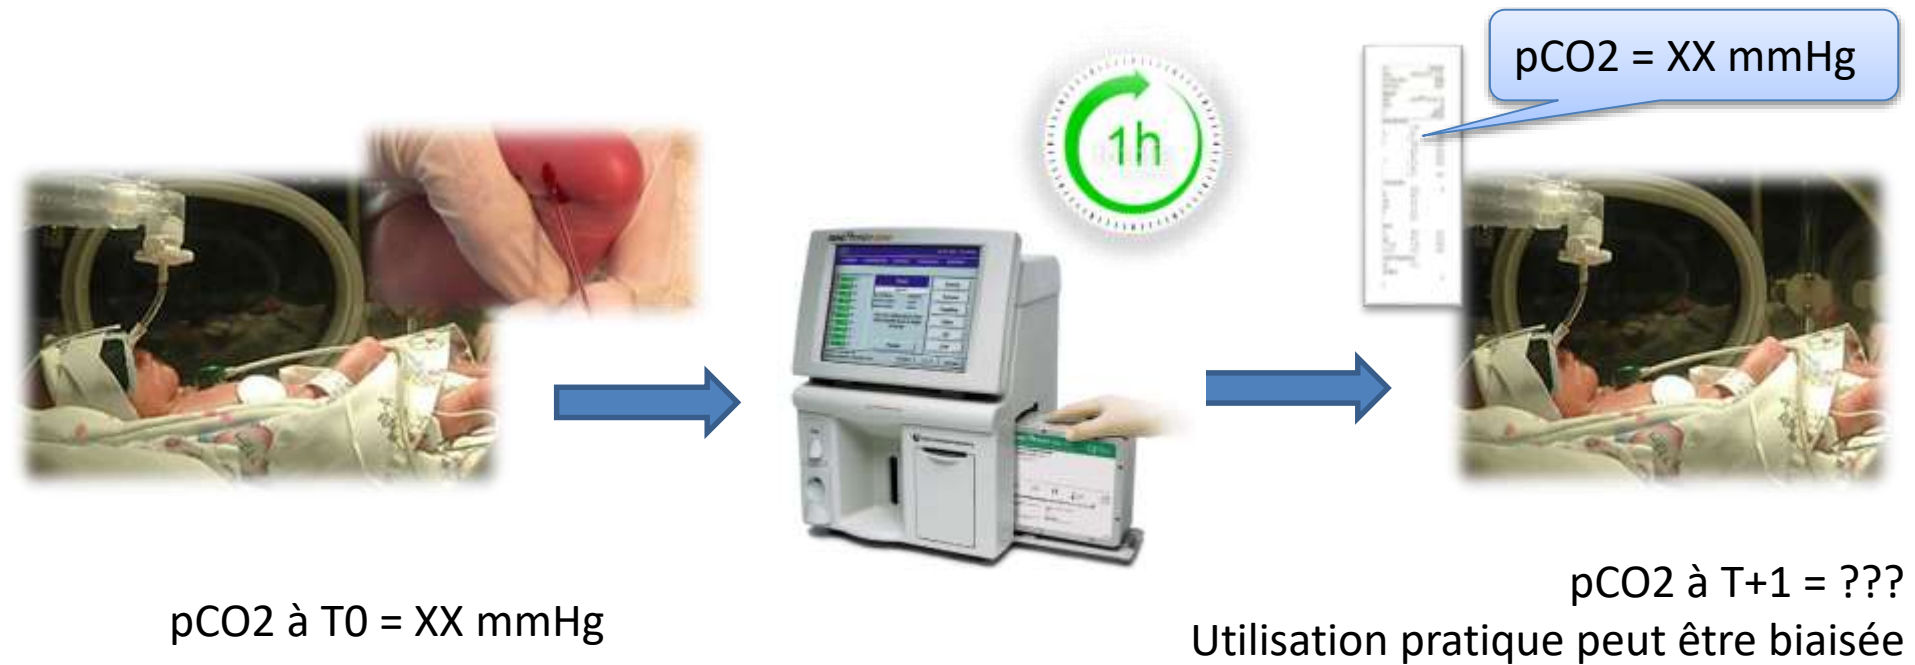 pCO2 = XX mmHg
1h
pCO2 à T0 = XX mmHg
pCO2 à T+1 = ???
Utilisation pratique peut être biaisée